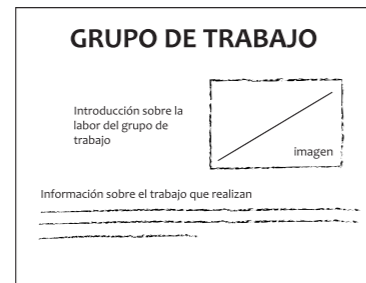 GRUPO DE TRABAJO
Introducción sobre la
labor del grupo de
trabajo
imagen
Información sobre el trabajo que realizan